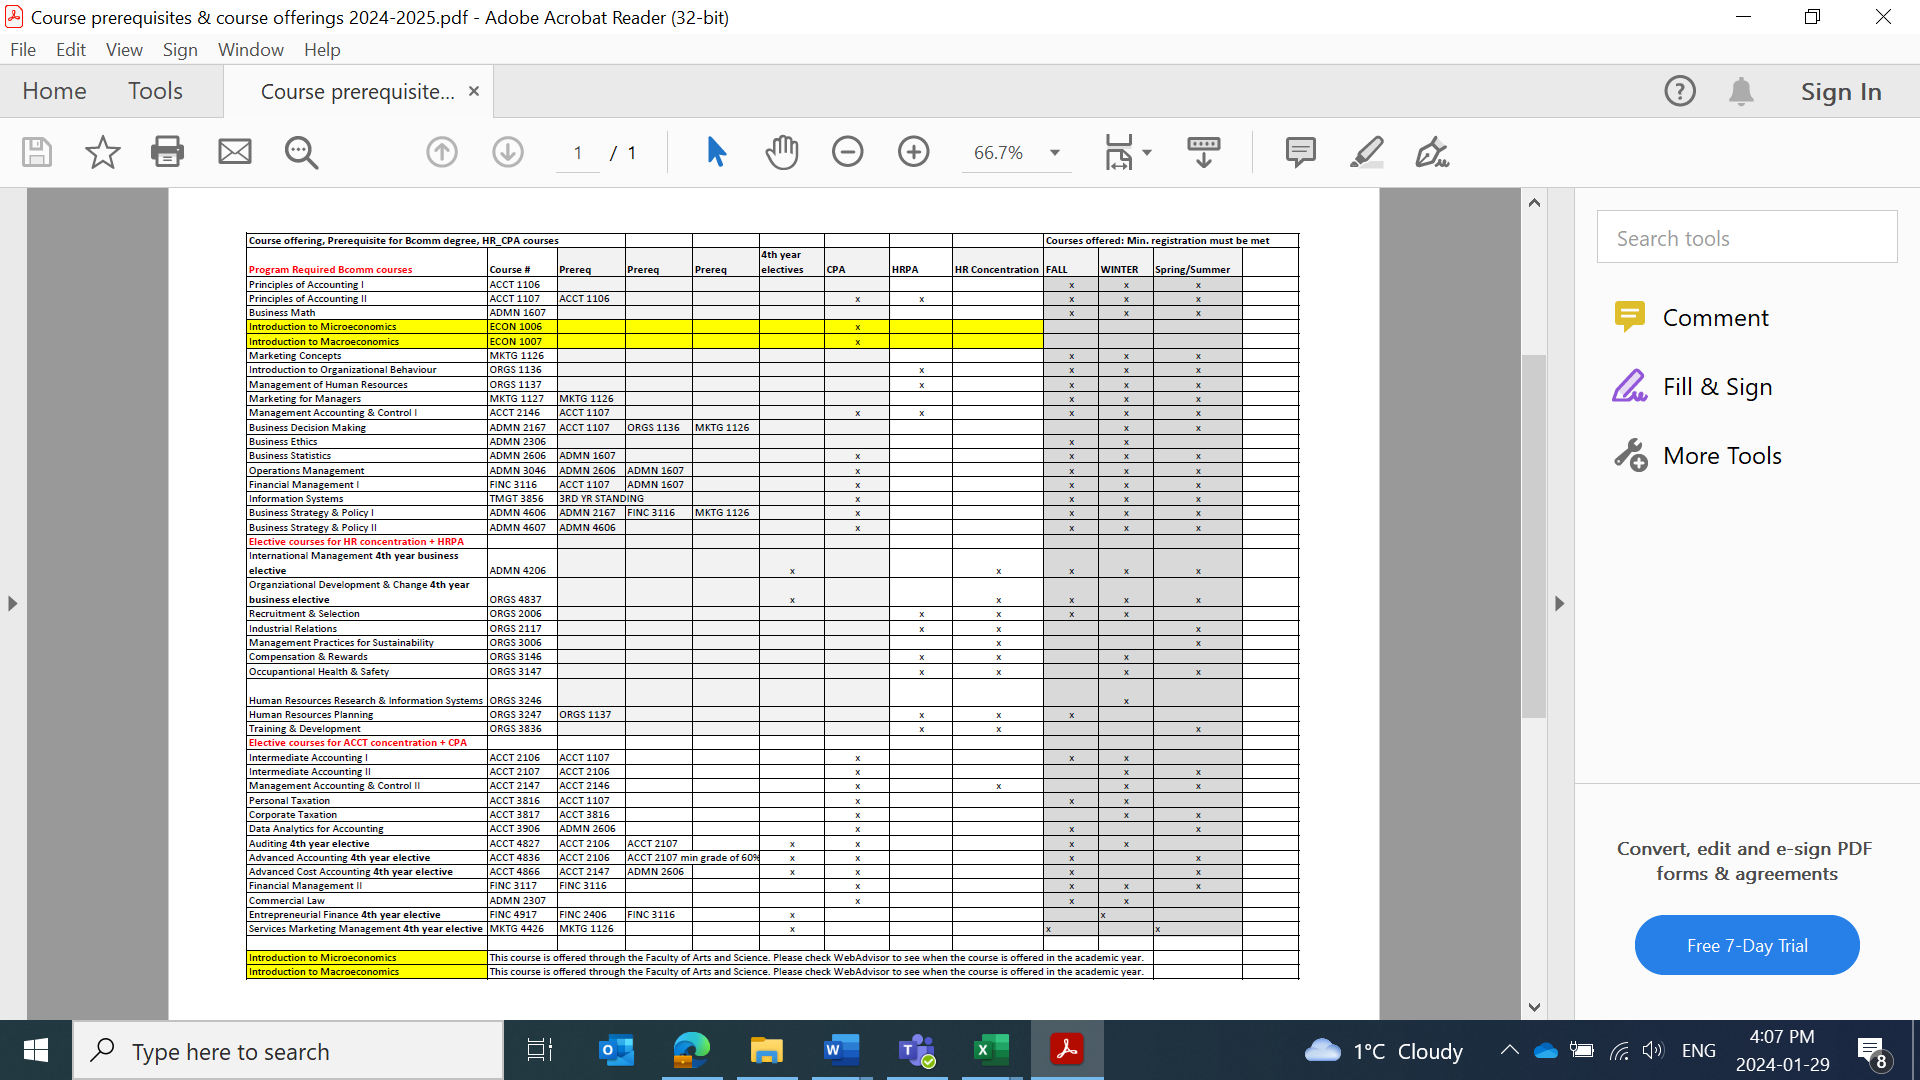 Course prerequisites & course offerings 2024-2025.pdf - Adobe Acrobat Reader (32-bit)
File Edit View Sign Window Help
Home Tools Course prerequisite... × ? Sign In
1 / 1 66.7%
Course offering, Prerequisite for Bcomm degree, HR_CPA courses Courses offered: Min. registration must be met
Program Required Bcomm courses Course # Prereq Prereq Prereq 4th year electives CPA HRPA HR Concentration FALL WINTER Spring/Summer
Principles of Accounting I ACCT 1106 x x x
Principles of Accounting II ACCT 1107 ACCT 1106 x x x x x
Business Math ADMN 1607 x x x
Introduction to Microeconomics ECON 1006 x
Introduction to Macroeconomics ECON 1007 x
Marketing Concepts MKTG 1126 x x x
Introduction to Organizational Behaviour ORGS 1136 x x x x
Management of Human Resources ORGS 1137 x x x x
Marketing for Managers MKTG 1127 MKTG 1126 x x x
Management Accounting & Control I ACCT 2146 ACCT 1107 x x x x x
Business Decision Making ADMN 2167 ACCT 1107 ORGS 1136 MKTG 1126 x x
Business Ethics ADMN 2306 x x
Business Statistics ADMN 2606 ADMN 1607 x x x x
Operations Management ADMN 3046 ADMN 2606 ADMN 1607 x x x x
Financial Management I FINC 3116 ACCT 1107 ADMN 1607 x x x x
Information Systems TMGT 3856 3RD YR STANDING x x x x
Business Strategy & Policy I ADMN 4606 ADMN 2167 FINC 3116 MKTG 1126 x x x x
Business Strategy & Policy II ADMN 4607 ADMN 4606 x x x x
Elective courses for HR concentration + HRPA
International Management 4th year business
elective ADMN 4206 x x x x x
Organziational Development & Change 4th year
business elective ORGS 4837 x x x x x
Recruitment & Selection ORGS 2006 x x x x
Industrial Relations ORGS 2117 x x x
Management Practices for Sustainability ORGS 3006 x x
Compensation & Rewards ORGS 3146 x x x
Occupantional Health & Safety ORGS 3147 x x x x
Human Resources Research & Information Systems ORGS 3246 x
Human Resources Planning ORGS 3247 ORGS 1137 x x x
Training & Development ORGS 3836 x x x
Elective courses for ACCT concentration + CPA
Intermediate Accounting I ACCT 2106 ACCT 1107 x x x
Intermediate Accounting II ACCT 2107 ACCT 2106 x x x
Management Accounting & Control II ACCT 2147 ACCT 2146 x x x x
Personal Taxation ACCT 3816 ACCT 1107 x x x
Corporate Taxation ACCT 3817 ACCT 3816 x x x
Data Analytics for Accounting ACCT 3906 ADMN 2606 x x x
Auditing 4th year elective ACCT 4827 ACCT 2106 ACCT 2107 x x x x
Advanced Accounting 4th year elective ACCT 4836 ACCT 2106 ACCT 2107 min grade of 60% x x x x
Advanced Cost Accounting 4th year elective ACCT 4866 ACCT 2147 ADMN 2606 x x x x
Financial Management II FINC 3117 FINC 3116 x x x x
Commercial Law ADMN 2307 x x x
Entrepreneurial Finance 4th year elective FINC 4917 FINC 2406 FINC 3116 x x
Services Marketing Management 4th year elective MKTG 4426 MKTG 1126 x x x
Introduction to Microeconomics This course is offered through the Faculty of Arts and Science. Please check WebAdvisor to see when the course is offered in the academic year.
Introduction to Macroeconomics This course is offered through the Faculty of Arts and Science. Please check WebAdvisor to see when the course is offered in the academic year.
Search tools
Comment
Fill & Sign
More Tools
Convert, edit and e-sign PDF
forms & agreements
Free 7-Day Trial
Type here to search
1°C Cloudy
ENG
4:07 PM
2024-01-29
8